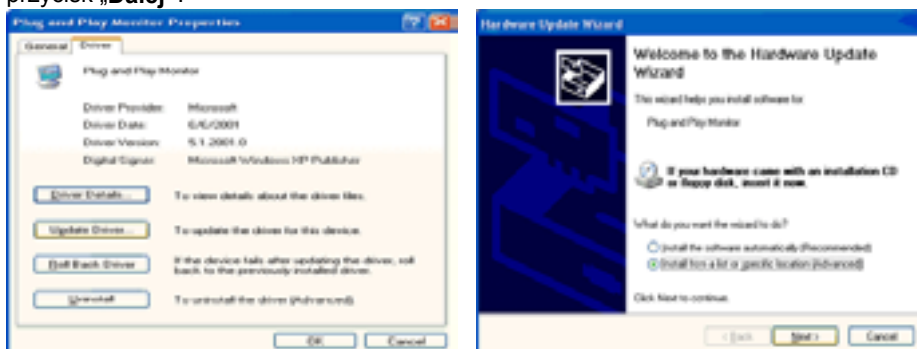 przycisk „Dalej”.
Plug and Play Monitor Properties
General Driver
Plug and Play Monitor
Driver Provider: Microsoft
Driver Date: 6/6/2001
Driver Version: 5.1.2001.0
Digital Signer: Microsoft Windows XP Publisher
Driver Details... To view details about the driver files.
Update Driver... To update the driver for this device.
Roll Back Driver If the device fails after updating the driver, roll
back to the previously installed driver.
Uninstall To uninstall the driver (Advanced).
OK Cancel
Hardware Update Wizard
Welcome to the Hardware Update
Wizard
This wizard helps you install software for:
Plug and Play Monitor
If your hardware came with an installation CD
or floppy disk, insert it now.
What do you want the wizard to do?
Install the software automatically (Recommended)
Install from a list or specific location (Advanced)
Click Next to continue.
< Back Next > Cancel